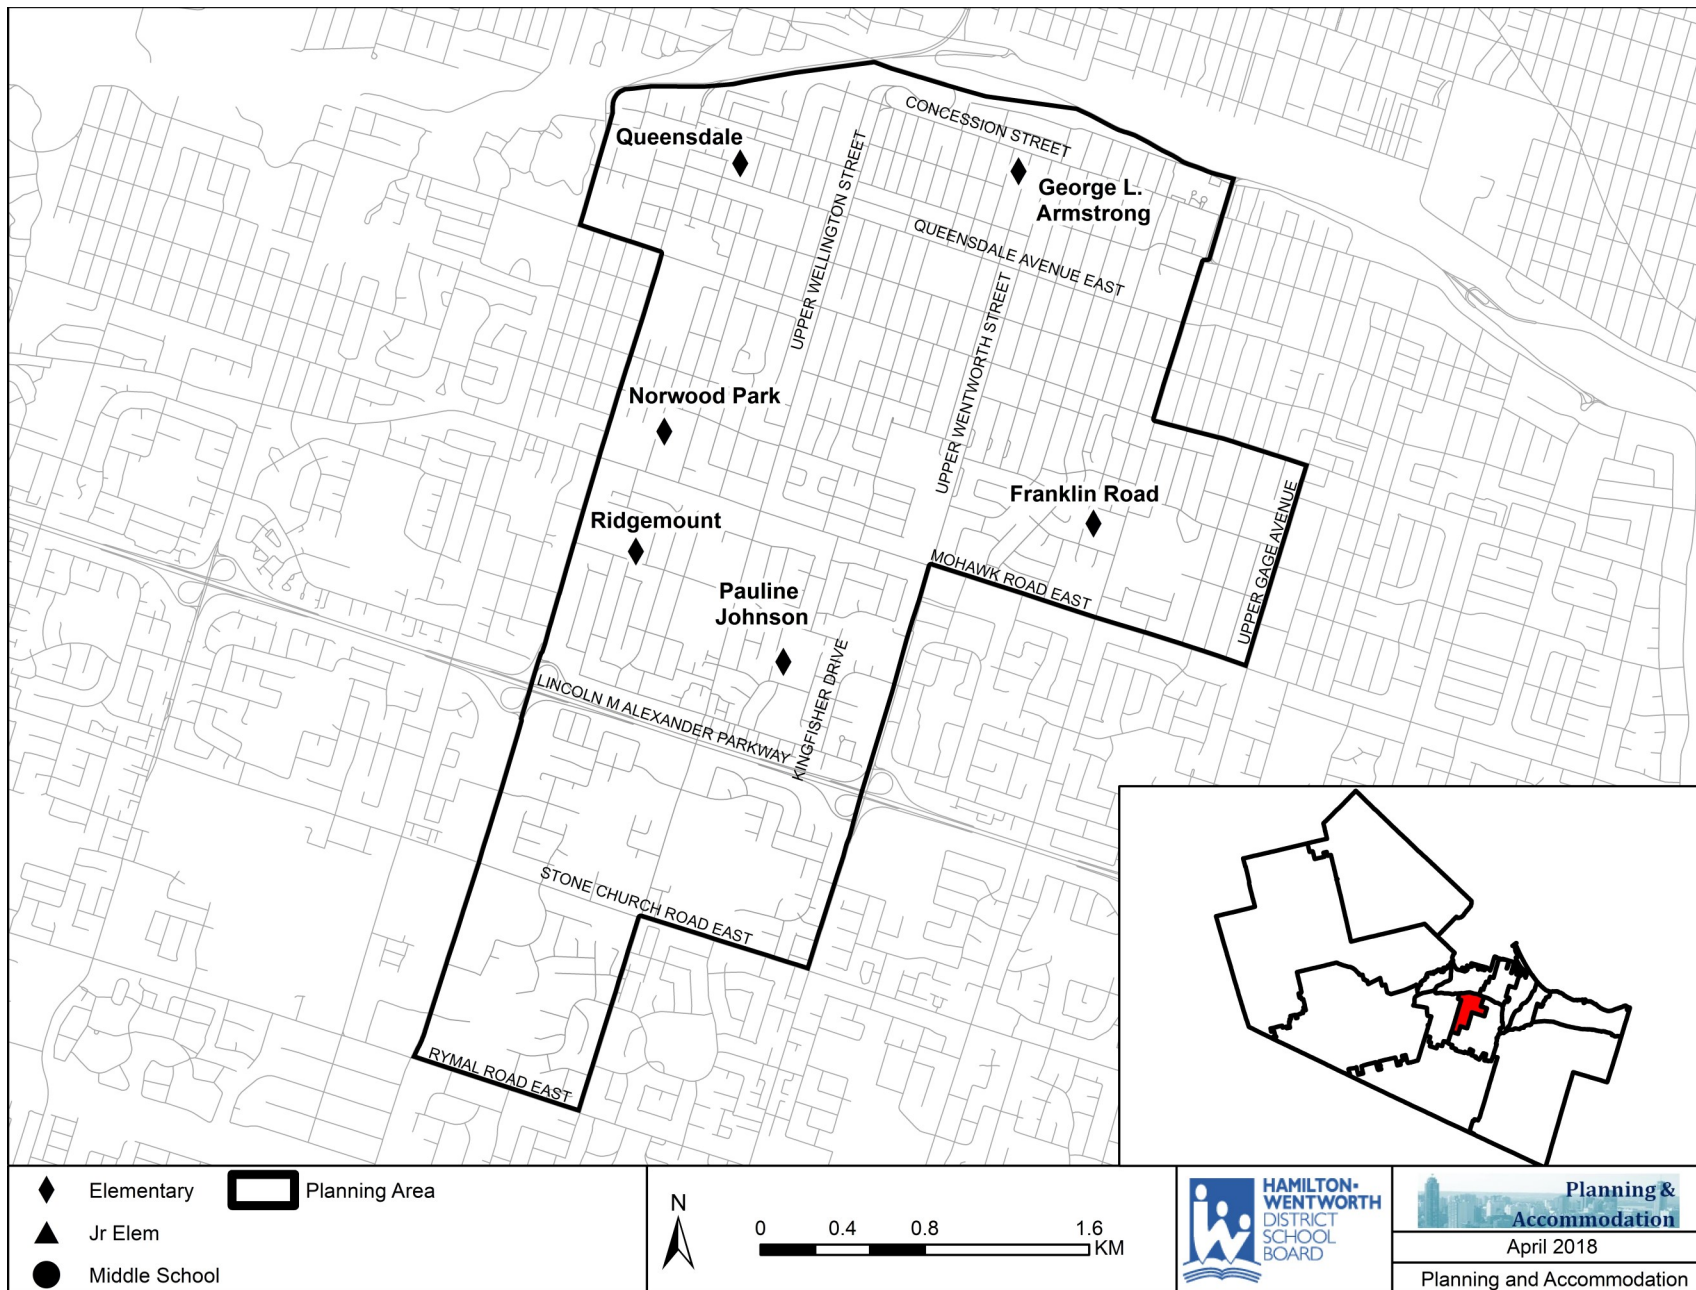 CONCESSION STREET
Queensdale
George L.
Armstrong
UPPER WELLINGTON STREET
QUEENSDALE AVENUE EAST
UPPER WENTWORTH STREET
Norwood Park
Franklin Road
UPPER GAGE AVENUE
Ridgemount
MOHAWK ROAD EAST
Pauline
Johnson
KINGFISHER DRIVE
LINCOLN M ALEXANDER PARKWAY
STONE CHURCH ROAD EAST
RYMAL ROAD EAST
Elementary
Planning Area
Jr Elem
Middle School
N
0 0.4 0.8 1.6
KM
HAMILTON-
WENTWORTH
DISTRICT
SCHOOL
BOARD
Planning &
Accommodation
April 2018
Planning and Accommodation